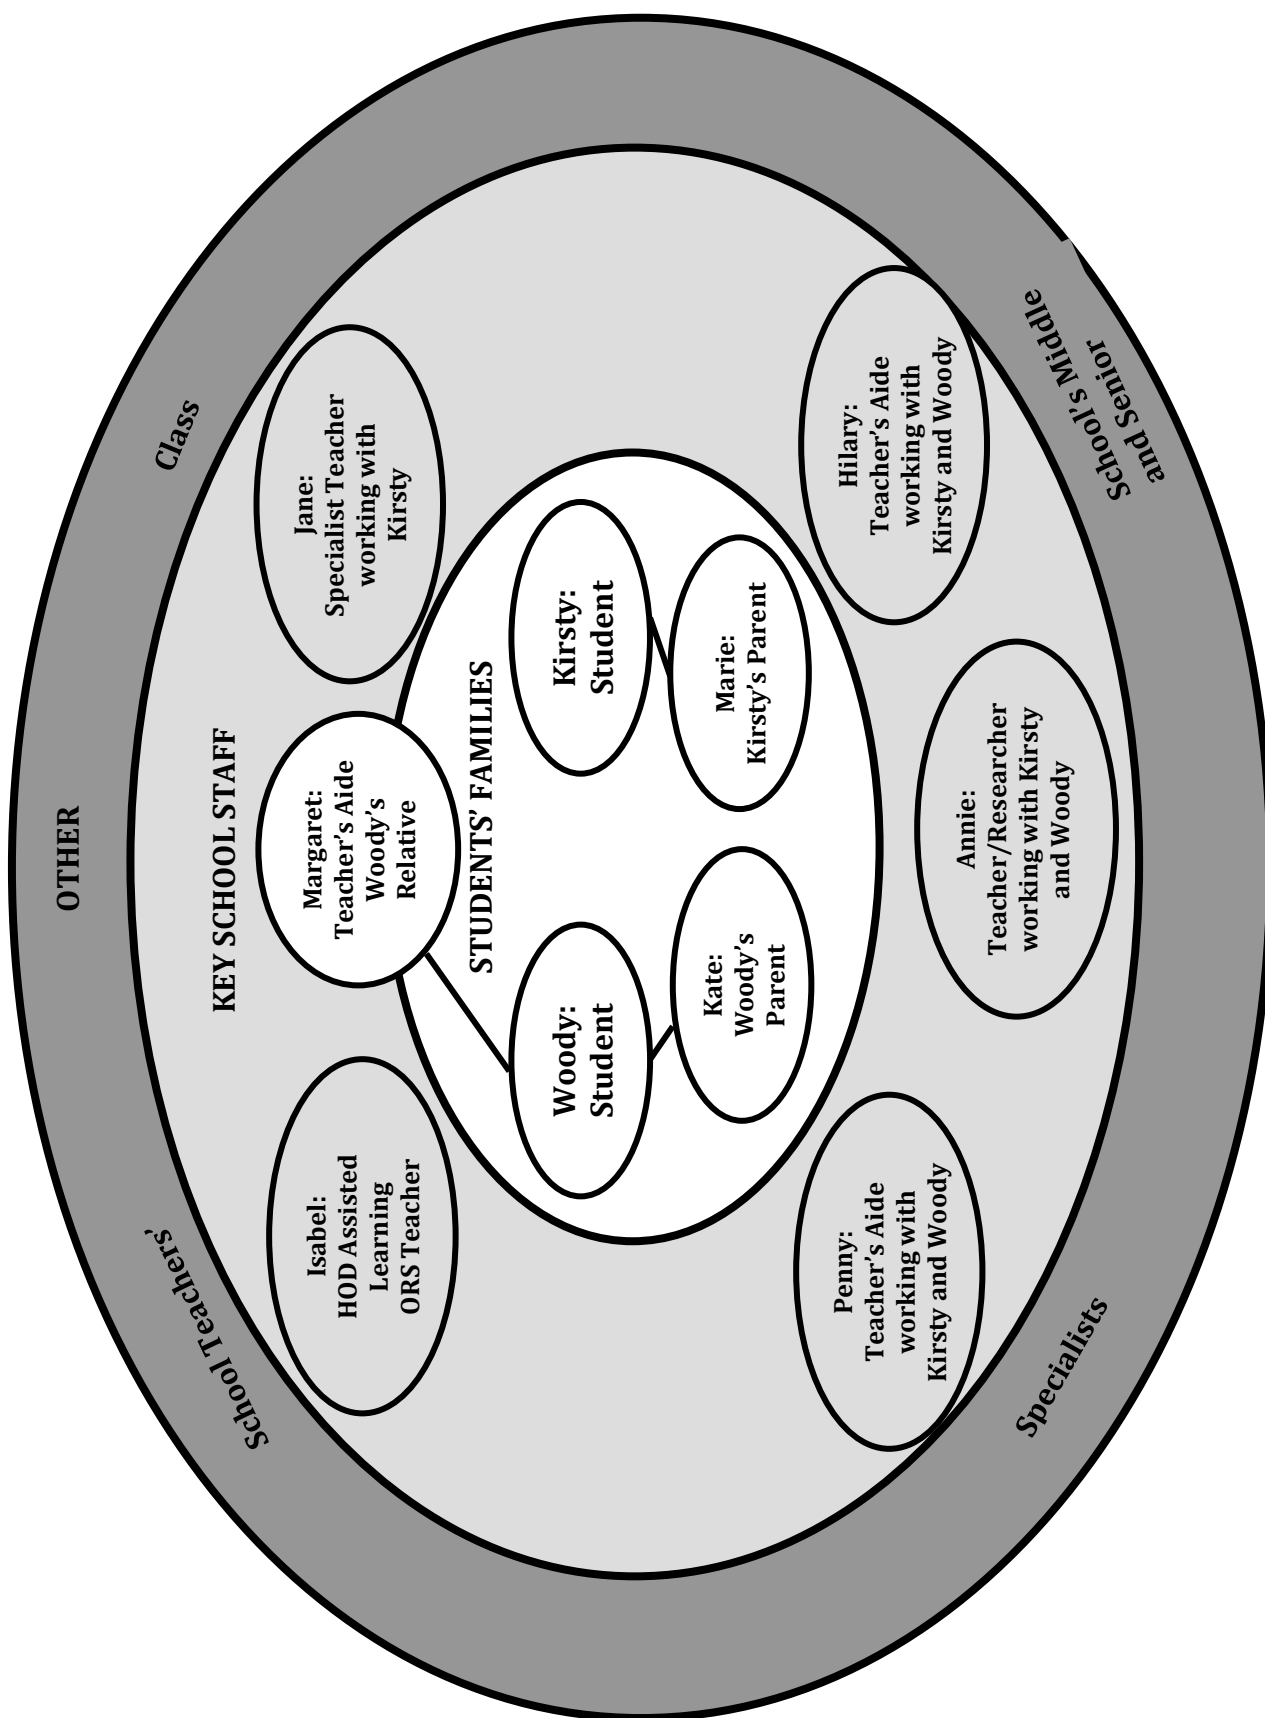 OTHER
School Teachers'
Class
KEY SCHOOL STAFF
Isabel:
HOD Assisted
Learning
ORS Teacher
Margaret:
Teacher's Aide
Woody's
Relative
Jane:
Specialist Teacher
working with
Kirsty
STUDENTS' FAMILIES
Woody:
Student
Kirsty:
Student
Kate:
Woody's
Parent
Marie:
Kirsty's Parent
Penny:
Teacher's Aide
working with
Kirsty and Woody
Annie:
Teacher/Researcher
working with Kirsty
and Woody
Hilary:
Teacher's Aide
working with
Kirsty and Woody
Specialists
School's Middle
and Senior